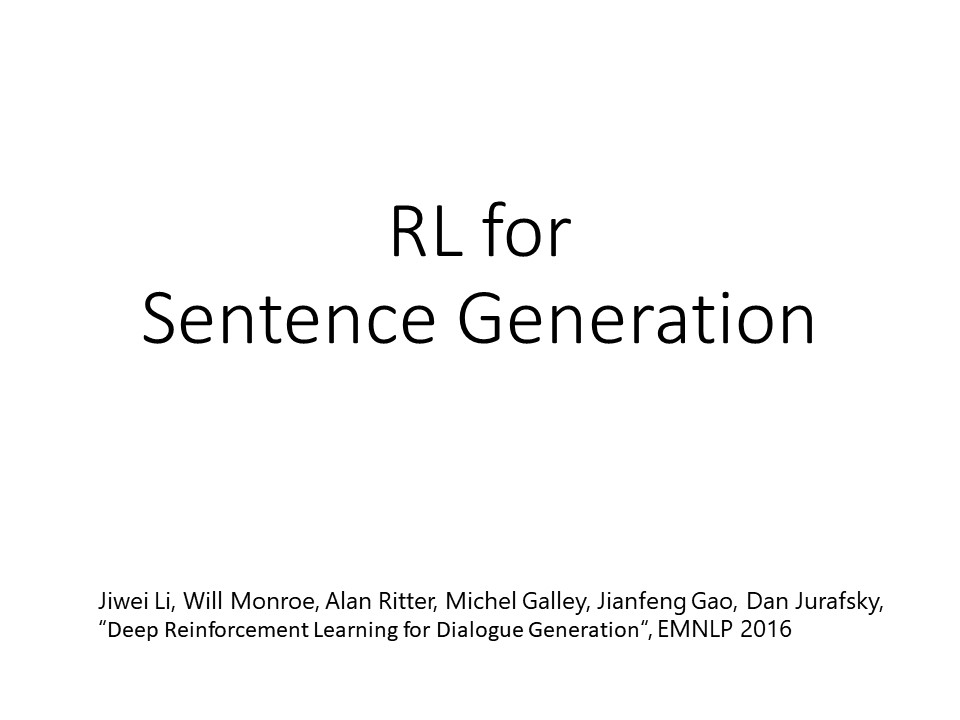 RL for
Sentence Generation
Jiwei Li, Will Monroe, Alan Ritter, Michel Galley, Jianfeng Gao, Dan Jurafsky,
“Deep Reinforcement Learning for Dialogue Generation“, EMNLP 2016